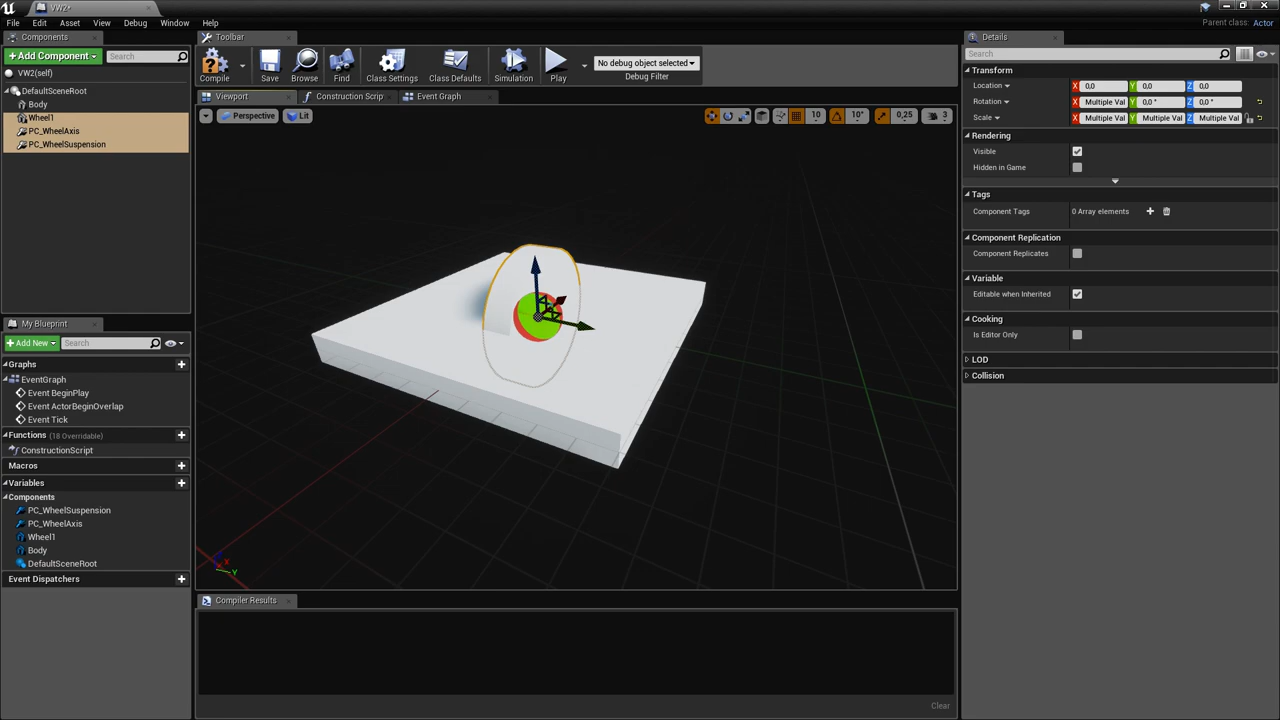 VW2*
File Edit Asset View Debug Window Help
Parent class: Actor
Components
+ Add Component
Search
VW2(self)
DefaultSceneRoot
Body
Wheel1
PC_WheelAxis
PC_WheelSuspension
My Blueprint
+ Add New
Search
Graphs
EventGraph
Event BeginPlay
Event ActorBeginOverlap
Event Tick
Functions (18 Overridable)
ConstructionScript
Macros
Variables
Components
PC_WheelSuspension
PC_WheelAxis
Wheel1
Body
DefaultSceneRoot
Event Dispatchers
Toolbar
Compile Save Browse Find Class Settings Class Defaults Simulation Play
No debug object selected
Debug Filter
Viewport Construction Scrip Event Graph
Perspective Lit
10 10° 0,25 3
X
Y
Compiler Results
Clear
Details
Search
Transform
Location X 0,0 Y 0,0 Z 0,0
Rotation X Multiple Val Y 0,0 ° Z 0,0 °
Scale X Multiple Val Y Multiple Val Z Multiple Val
Rendering
Visible
Hidden in Game
Tags
Component Tags 0 Array elements
Component Replication
Component Replicates
Variable
Editable when Inherited
Cooking
Is Editor Only
LOD
Collision